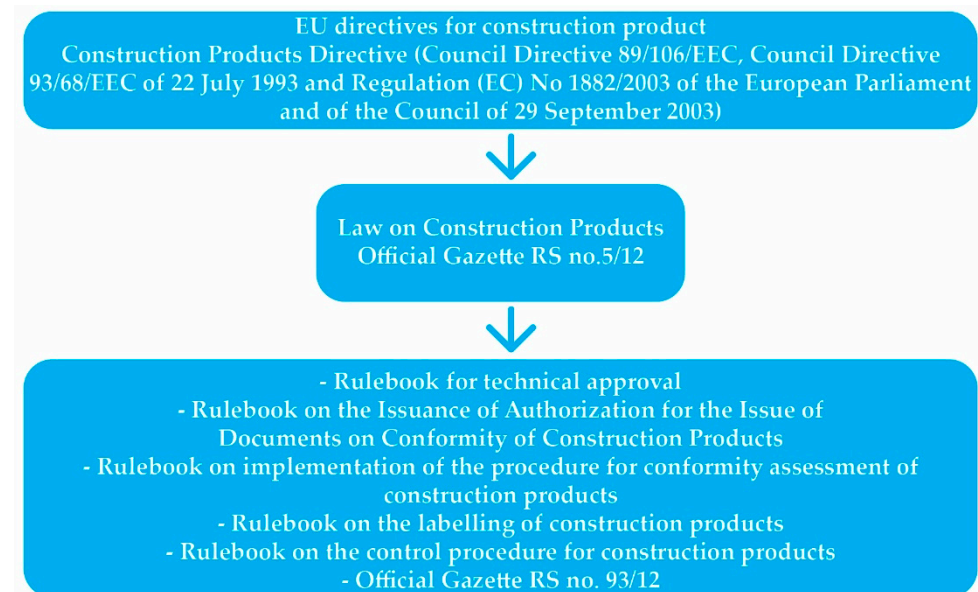 EU directives for construction product
Construction Products Directive (Council Directive 89/106/EEC, Council Directive
93/68/EEC of 22 July 1993 and Regulation (EC) No 1882/2003 of the European Parliament
and of the Council of 29 September 2003)
Law on Construction Products
Official Gazette RS no.5/12
- Rulebook for technical approval
- Rulebook on the Issuance of Authorization for the Issue of
Documents on Conformity of Construction Products
- Rulebook on implementation of the procedure for conformity assessment of
construction products
- Rulebook on the labelling of construction products
- Rulebook on the control procedure for construction products
- Official Gazette RS no. 93/12